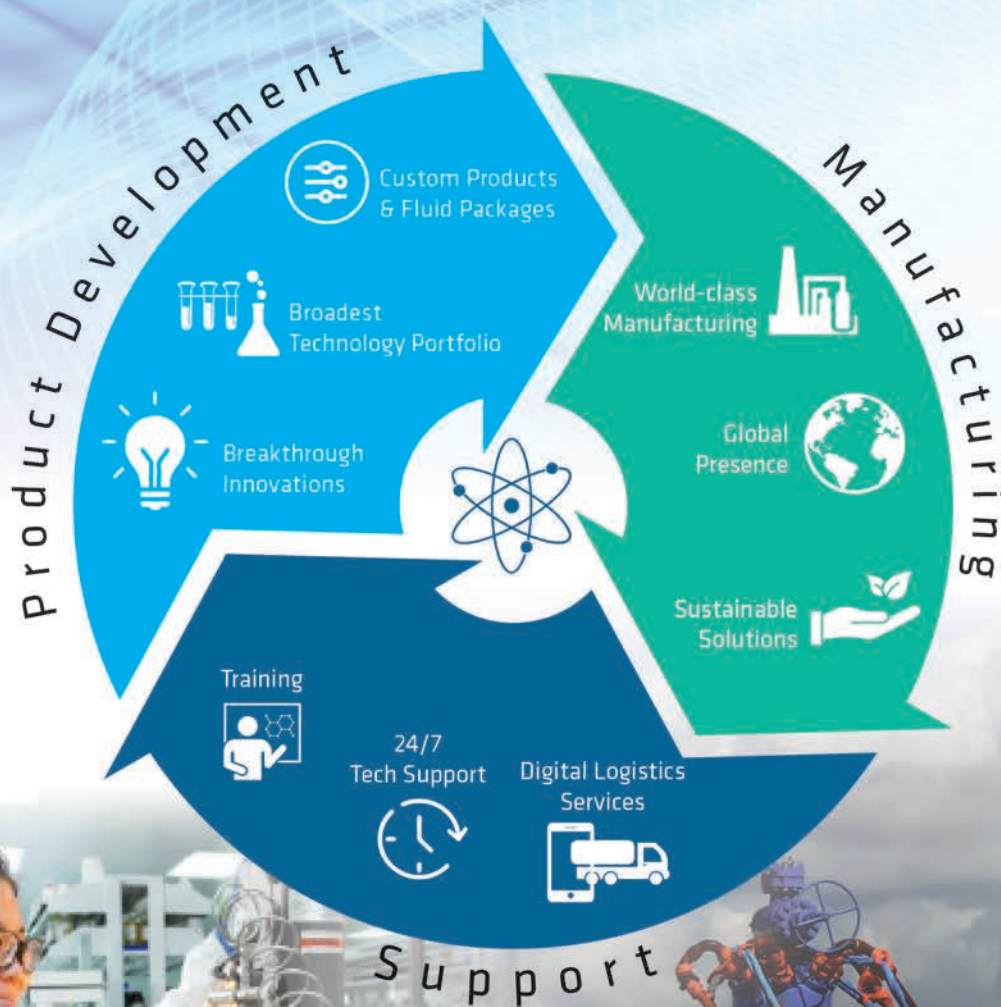 Product Development
Custom Products
& Fluid Packages
Broadest
Technology Portfolio
Breakthrough
Innovations
Manufacturing
World-class
Manufacturing
Global
Presence
Sustainable
Solutions
Training
24/7
Tech Support
Digital Logistics
Services
Support